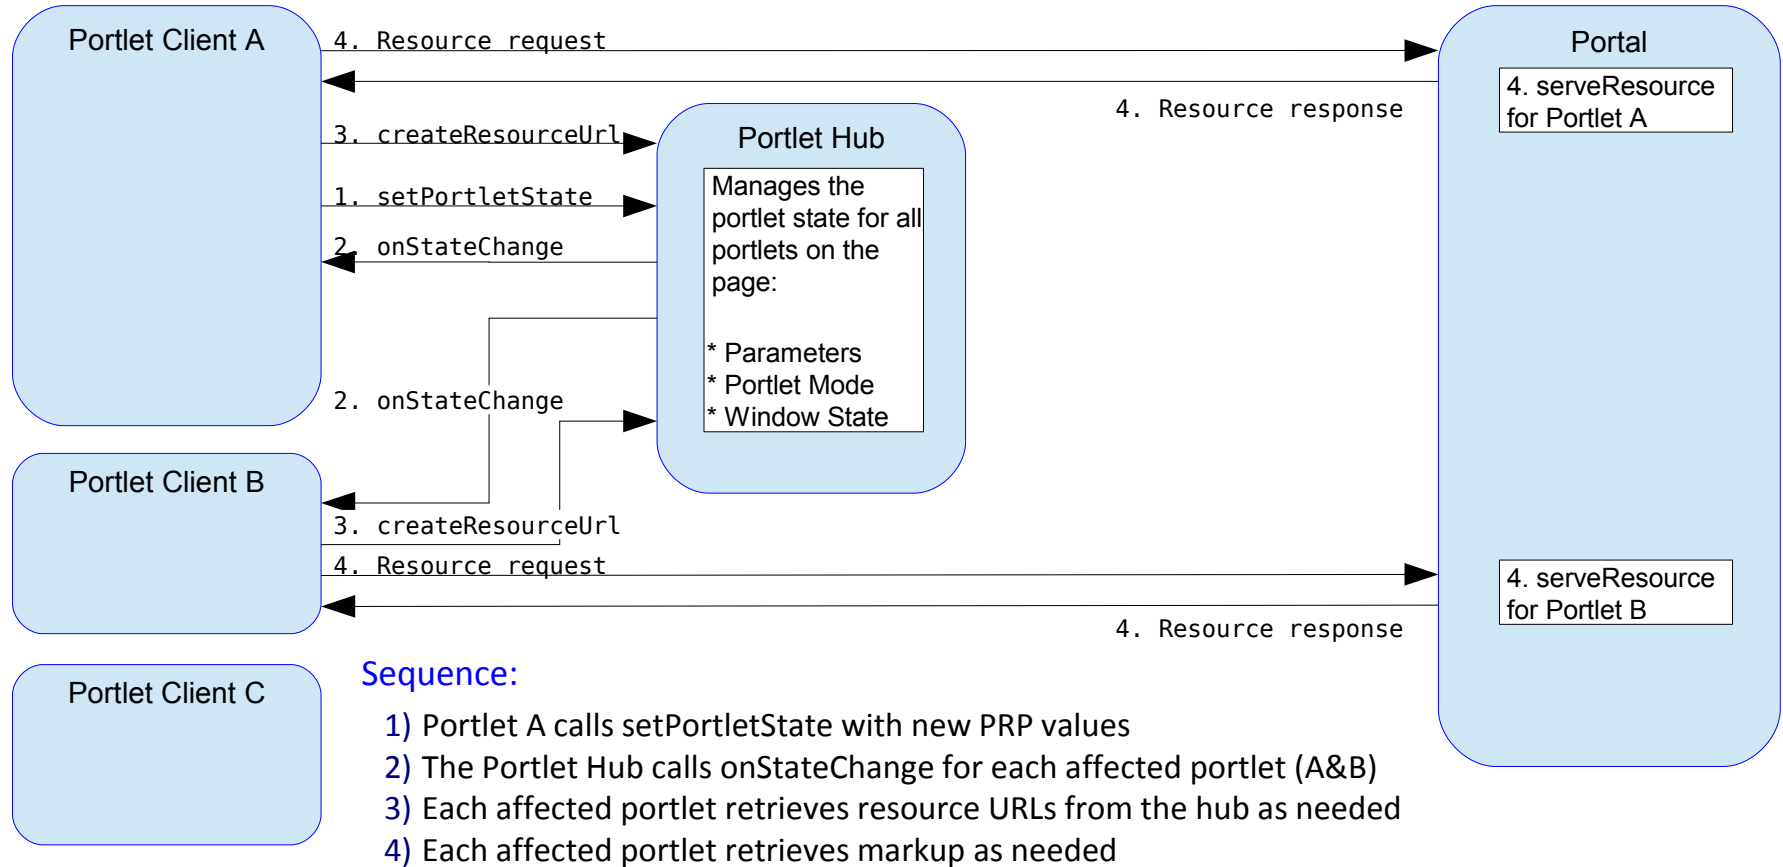 Portlet Client A
4. Resource request
4. Resource response
3. createResourceUrl
1. setPortletState
2. onStateChange
2. onStateChange
Portlet Hub
Manages the
portlet state for all
portlets on the
page:
* Parameters
* Portlet Mode
* Window State
Portal
4. serveResource
for Portlet A
Portlet Client B
3. createResourceUrl
4. Resource request
4. Resource response
4. serveResource
for Portlet B
Portlet Client C
Sequence:
1) Portlet A calls setPortletState with new PRP values
2) The Portlet Hub calls onStateChange for each affected portlet (A&B)
3) Each affected portlet retrieves resource URLs from the hub as needed
4) Each affected portlet retrieves markup as needed